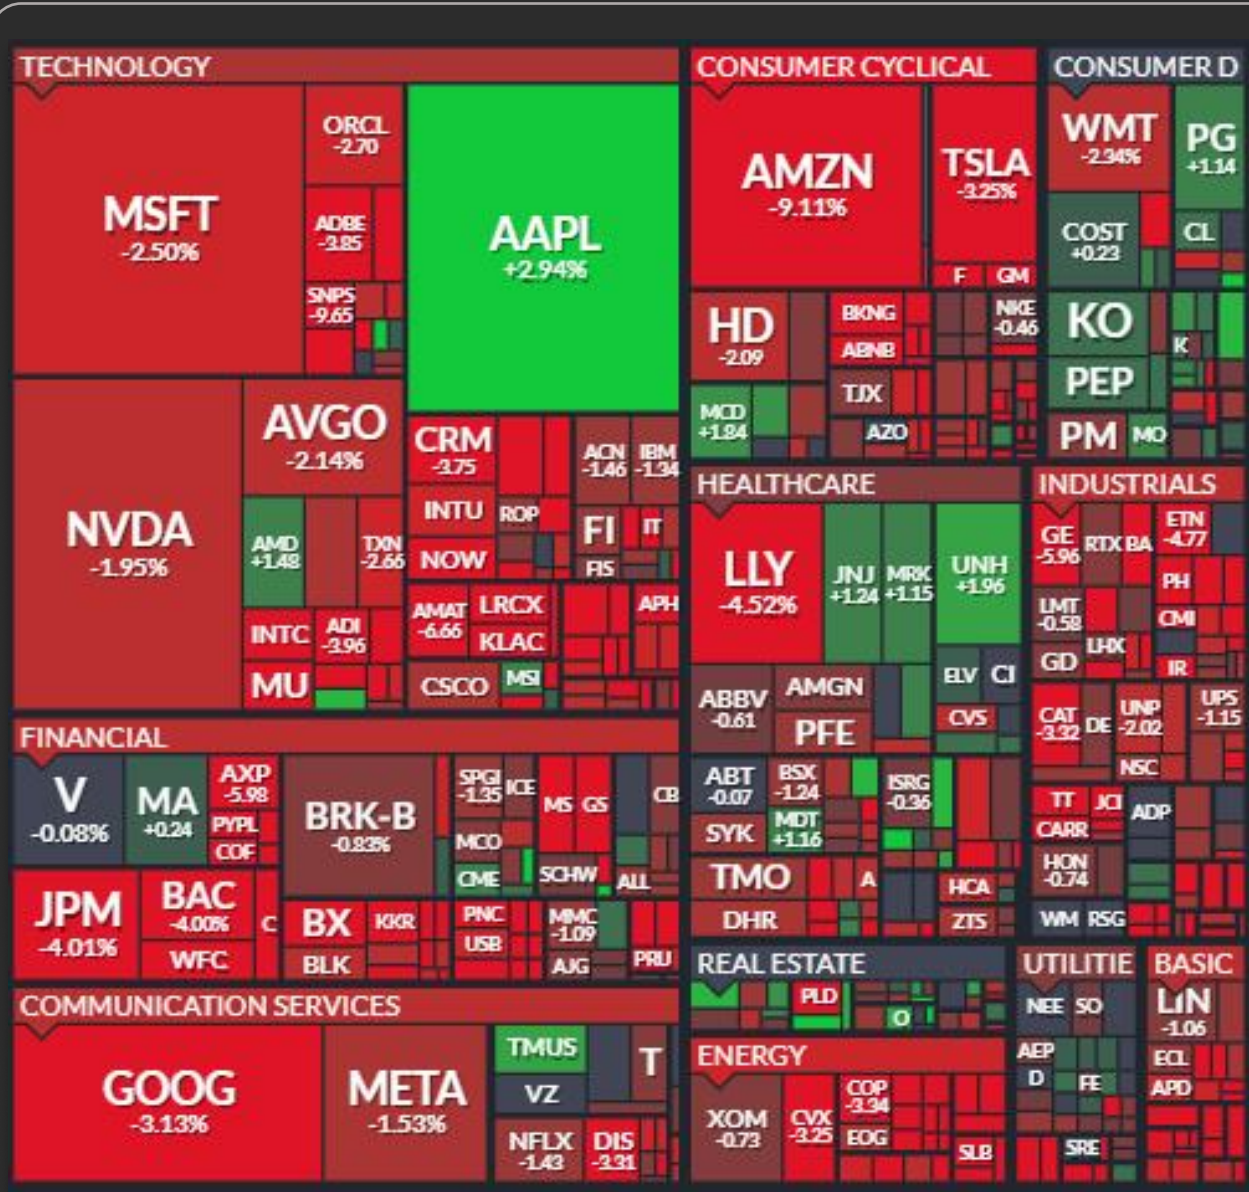 TECHNOLOGY
MSFT
-2.50%
ORCL
-2.70
ADBE
-3.85
SNPS
-9.65
AAPL
+2.94%
NVDA
-1.95%
AVGO
-2.14%
AMD
+1.48
TXN
-2.66
INTC
ADI
-3.96
MU
CRM
-3.75
INTU
NOW
ROP
ACN
-1.46
IBM
-1.34
FI
IT
FIS
AMAT
-6.66
LRCX
KLAC
APH
CSCO
MSI
FINANCIAL
V
-0.08%
MA
+0.24
AXP
-5.98
PYPL
COF
BRK-B
-0.83%
SPGI
-1.35
ICE
MCO
CME
MS
GS
SCHW
CB
ALL
JPM
-4.01%
BAC
-4.00%
WFC
C
BX
BLK
KKR
PNC
USB
MMC
-1.09
AJG
PRU
COMMUNICATION SERVICES
GOOG
-3.13%
META
-1.53%
TMUS
VZ
T
NFLX
-1.43
DIS
-3.31
CONSUMER CYCLICAL
AMZN
-9.11%
TSLA
-3.25%
F
GM
HD
-2.09
MCD
+1.84
BKNG
ABNB
TJX
AZO
NKE
-0.46
CONSUMER D
WMT
-2.34%
PG
+1.14
COST
+0.23
CL
KO
PEP
K
PM
MO
HEALTHCARE
LLY
-4.52%
JNJ
+1.24
MRK
+1.15
UNH
+1.96
ABBV
-0.61
AMGN
PFE
ELV
CI
CVS
ABT
-0.07
BSX
-1.24
SYK
MDT
+1.16
ISRG
-0.36
TMO
DHR
A
HCA
ZTS
INDUSTRIALS
GE
-5.96
RTX
BA
ETN
-4.77
LMT
-0.58
GD
LHX
PH
CMI
IR
CAT
-3.32
DE
UNP
-2.02
NSC
UPS
-1.15
TT
JCI
CARR
ADP
HON
-0.74
WM
RSG
REAL ESTATE
PLD
O
ENERGY
XOM
-0.73
CVX
-3.25
COP
-3.34
EOG
SLB
UTILITIE
NEE
SO
AEP
D
FE
SRE
BASIC
LIN
-1.06
ECL
APD